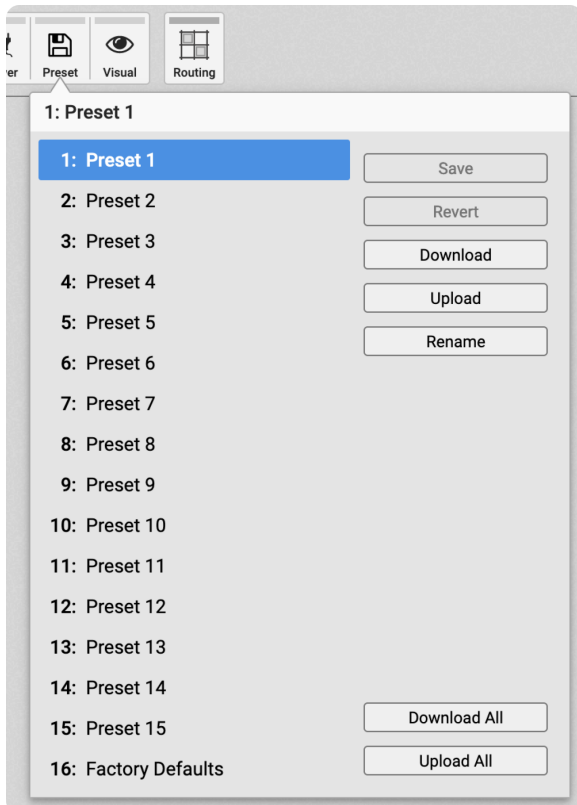 er Preset Visual Routing
1: Preset 1
1: Preset 1
2: Preset 2
3: Preset 3
4: Preset 4
5: Preset 5
6: Preset 6
7: Preset 7
8: Preset 8
9: Preset 9
10: Preset 10
11: Preset 11
12: Preset 12
13: Preset 13
14: Preset 14
15: Preset 15
16: Factory Defaults
Save
Revert
Download
Upload
Rename
Download All
Upload All